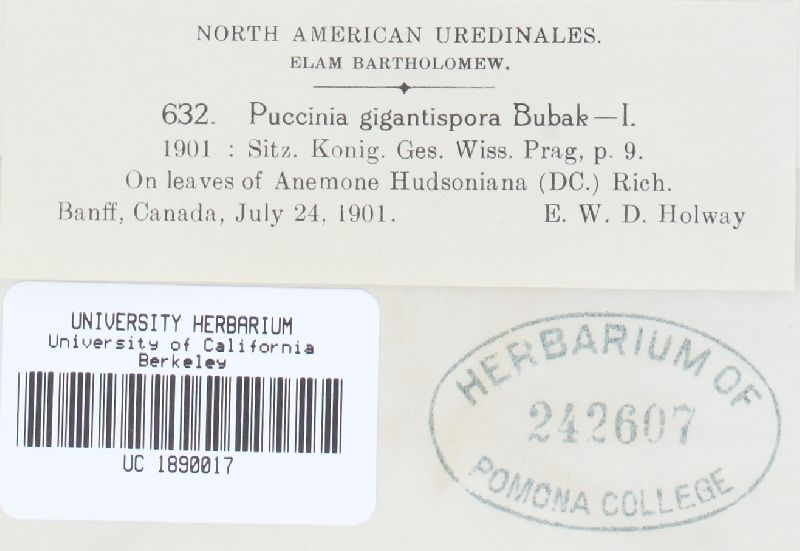 NORTH AMERICAN UREDINALES.
ELAM BARTHOLOMEW.
632. Puccinia gigantispora Bubak—I.
1901 : Sitz. Konig. Ges. Wiss. Prag, p. 9.
On leaves of Anemone Hudsoniana (DC.) Rich.
Banff, Canada, July 24, 1901. E. W. D. Holway
UNIVERSITY HERBARIUM
University of California
Berkeley
UC 1890017
HERBARIUM OF
242607
POMONA COLLEGE